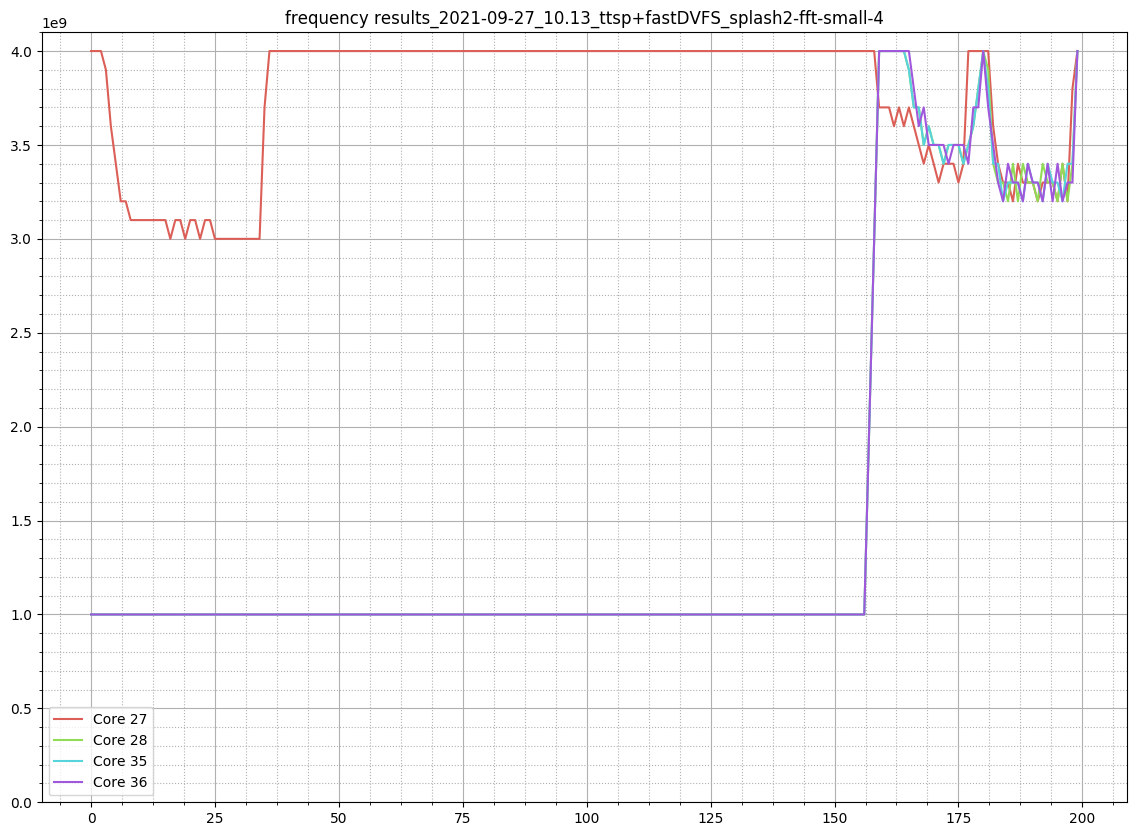 frequency results_2021-09-27_10.13_ttsp+fastDVFS_splash2-fft-small-4
1e9
4.0
3.5
3.0
2.5
2.0
1.5
1.0
0.5
0.0
Core 27
Core 28
Core 35
Core 36
0 25 50 75 100 125 150 175 200